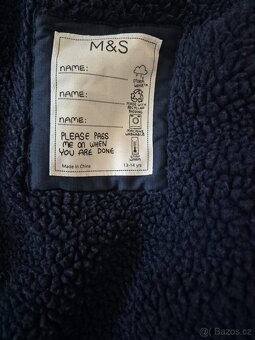 M&S
NAME:
NAME:
NAME:
PLEASE PASS
ME ON WHEN
YOU ARE DONE
Made in China
13-14 yrs
Bazos.cz